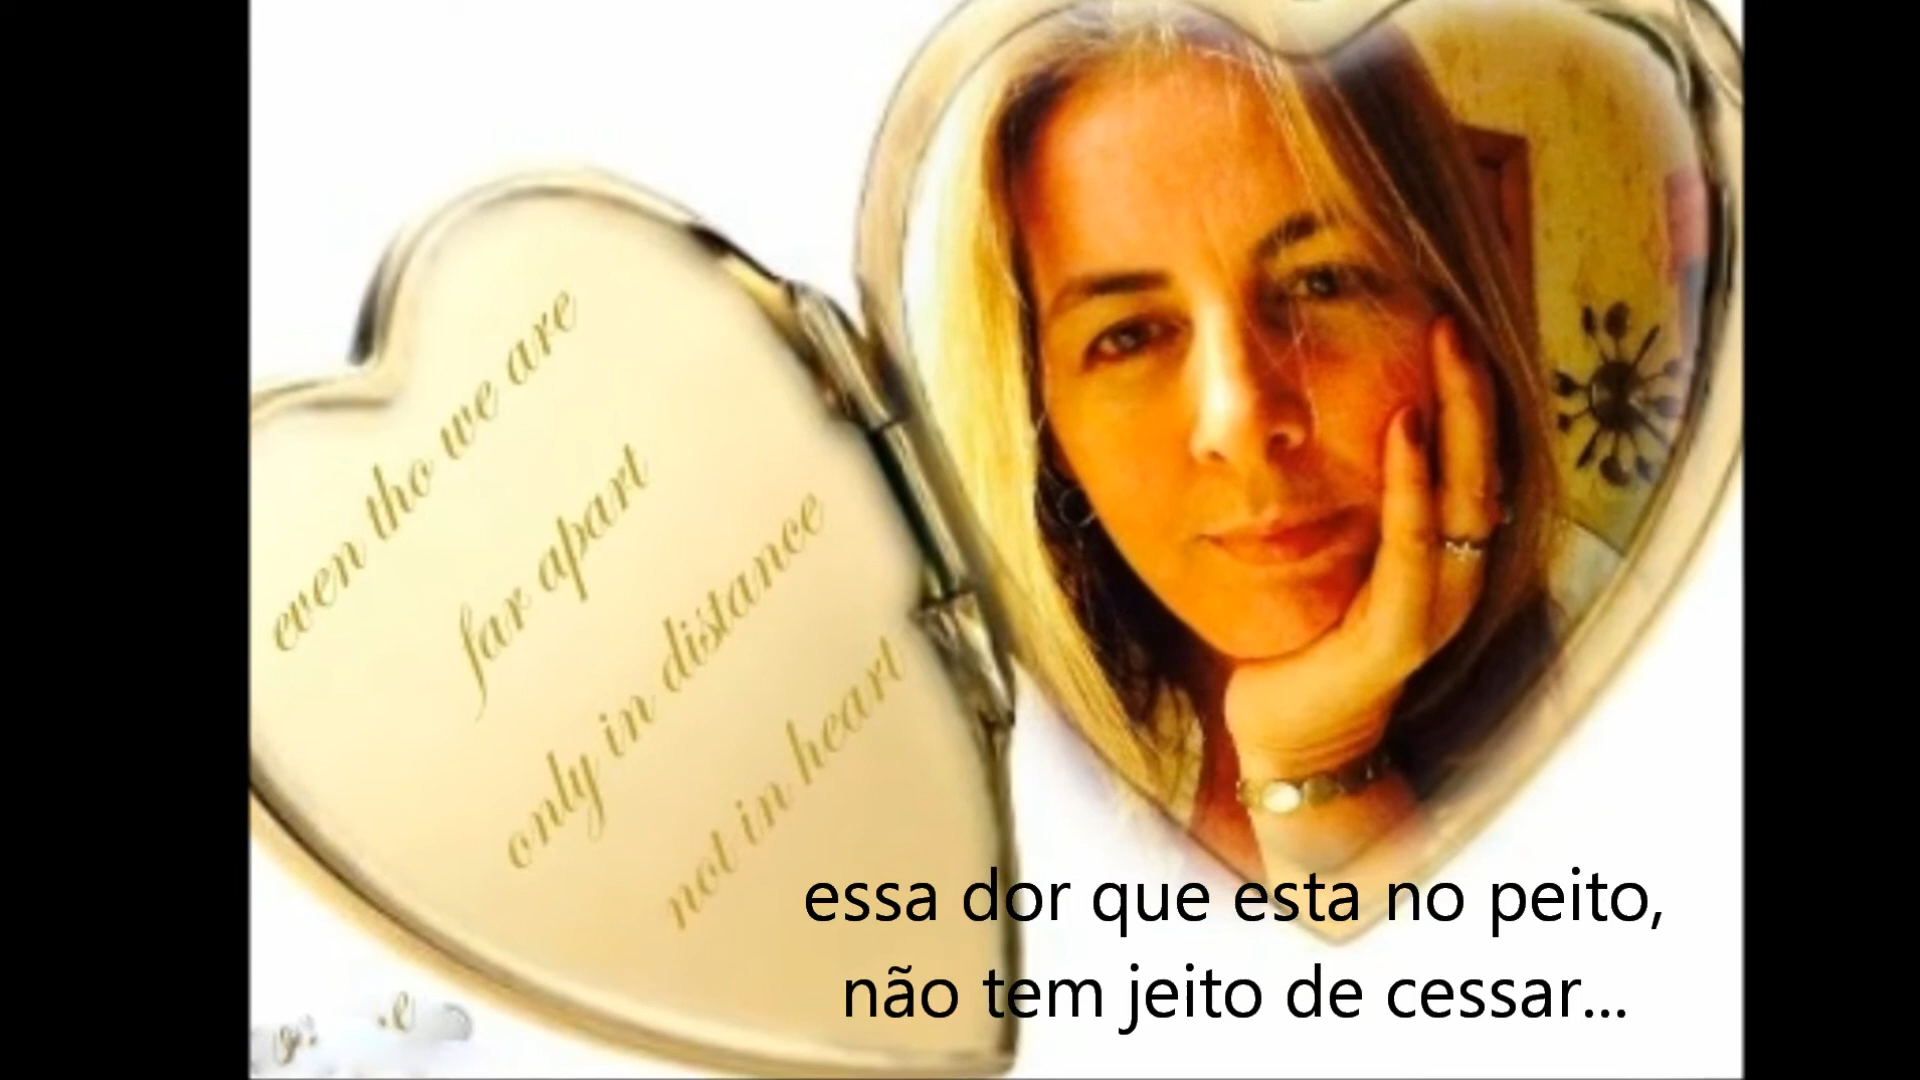 even tho we are
far apart
only in distance
not in heart
essa dor que esta no peito,
não tem jeito de cessar...